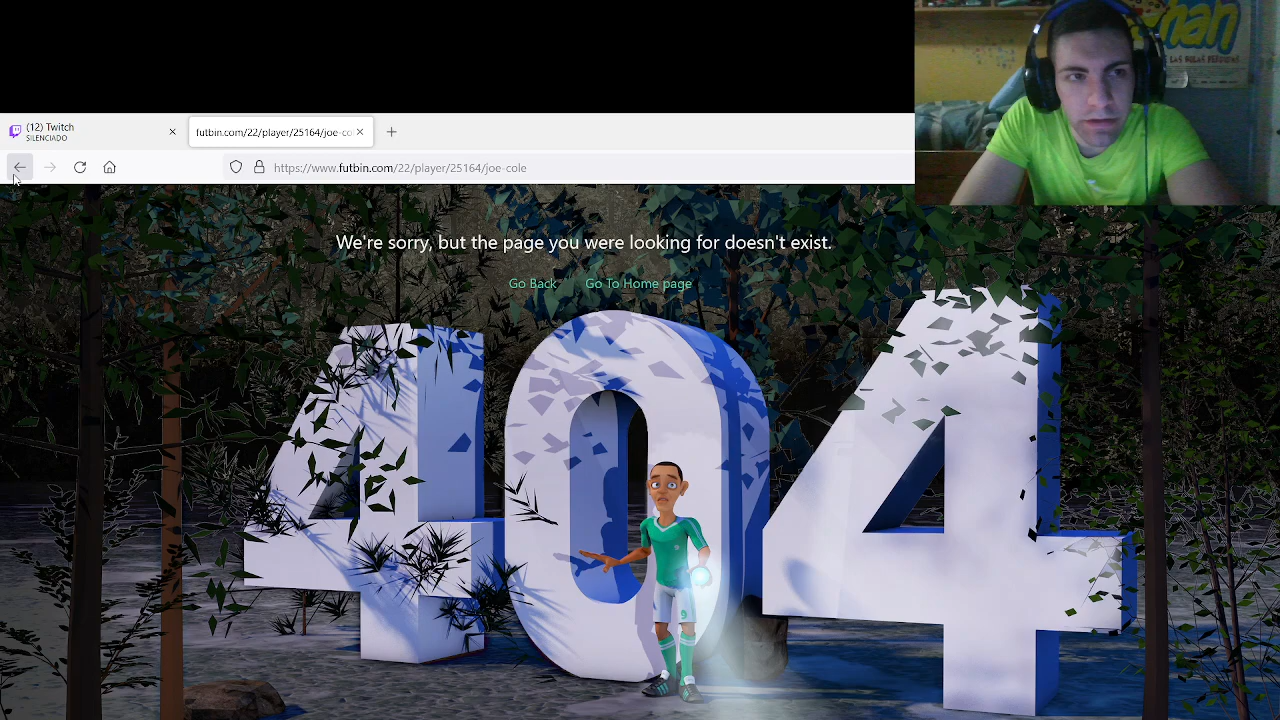 (12) Twitch
SILENCIADO
futbin.com/22/player/25164/joe-co
https://www.futbin.com/22/player/25164/joe-cole
We're sorry, but the page you were looking for doesn't exist.
Go Back Go To Home page
404